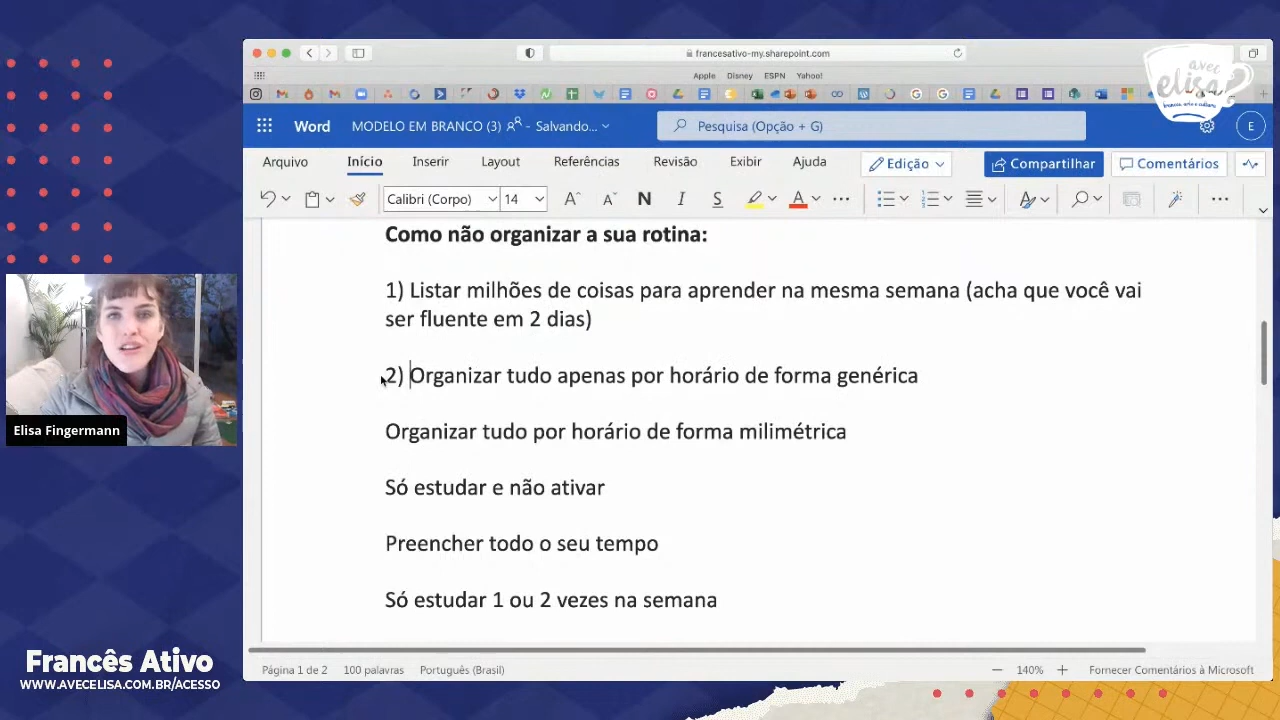 francesativo-my.sharepoint.com
Apple Disney ESPN Yahoo!
avec
elisa
francês, arte e cultura
Word MODELO EM BRANCO (3) - Salvando... Pesquisa (Opção + G) E
Arquivo Início Inserir Layout Referências Revisão Exibir Ajuda Edição Compartilhar Comentários
Calibri (Corpo) 14 A A N I S A
Como não organizar a sua rotina:
1) Listar milhões de coisas para aprender na mesma semana (acha que você vai
ser fluente em 2 dias)
2) Organizar tudo apenas por horário de forma genérica
Organizar tudo por horário de forma milimétrica
Só estudar e não ativar
Preencher todo o seu tempo
Só estudar 1 ou 2 vezes na semana
Elisa Fingermann
Francês Ativo
WWW.AVECELISA.COM.BR/ACESSO
Página 1 de 2 100 palavras Português (Brasil) 140% Fornecer Comentários à Microsoft